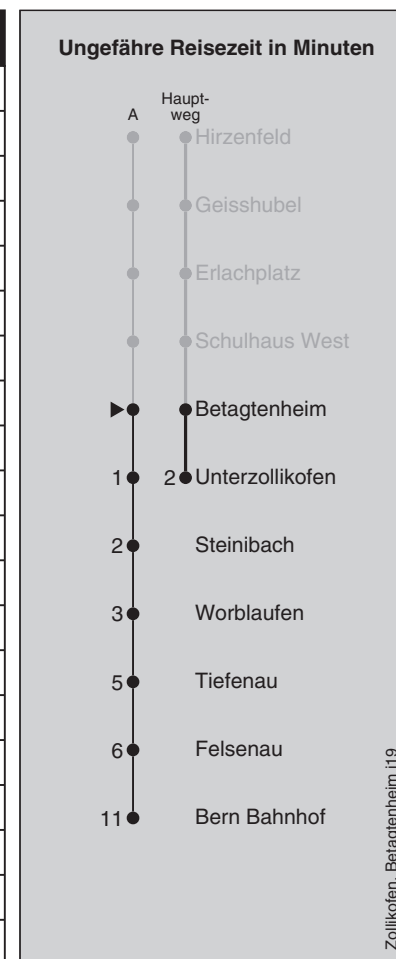 Ungefähre Reisezeit in Minuten
A Haupt-
weg
Hirzenfeld
Geisshubel
Erlachplatz
Schulhaus West
Betagtenheim
1 2 Unterzollikofen
2 Steinibach
3 Worblaufen
5 Tiefenau
6 Felsenau
11 Bern Bahnhof
Zollikofen, Betagtenheim i19